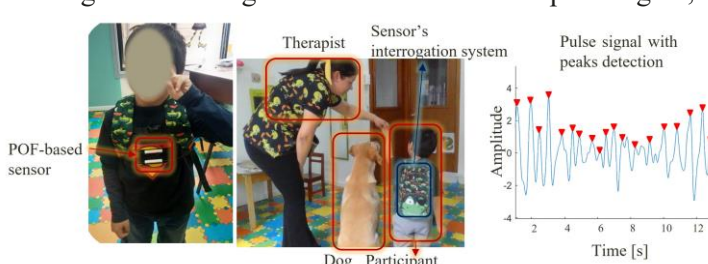 Sensor's
Therapist
interrogation system
Pulse signal with
peaks detection
POF-based
sensor
Amplitude
4
2
0
-2
-4
2
4
6
8
10
12
Time [s]
Dog
Participant